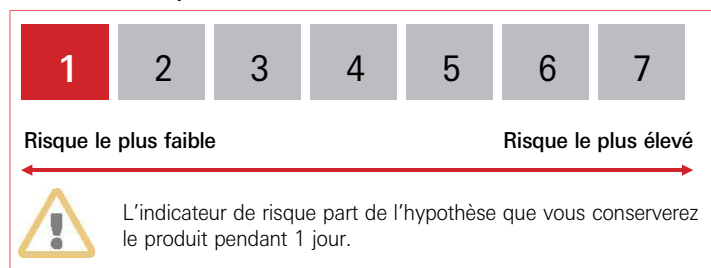 1 2 3 4 5 6 7
Risque le plus faible Risque le plus élevé
L'indicateur de risque part de l'hypothèse que vous conserverez
le produit pendant 1 jour.